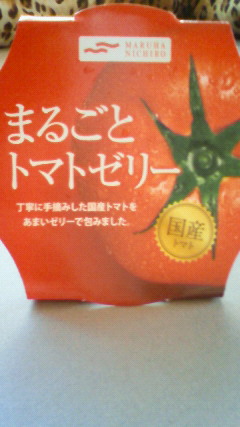 MARUHA
NICHIRO
まるごと
トマトゼリー
丁寧に手摘みした国産トマトを
あまいゼリーで包みました。
国産
トマト